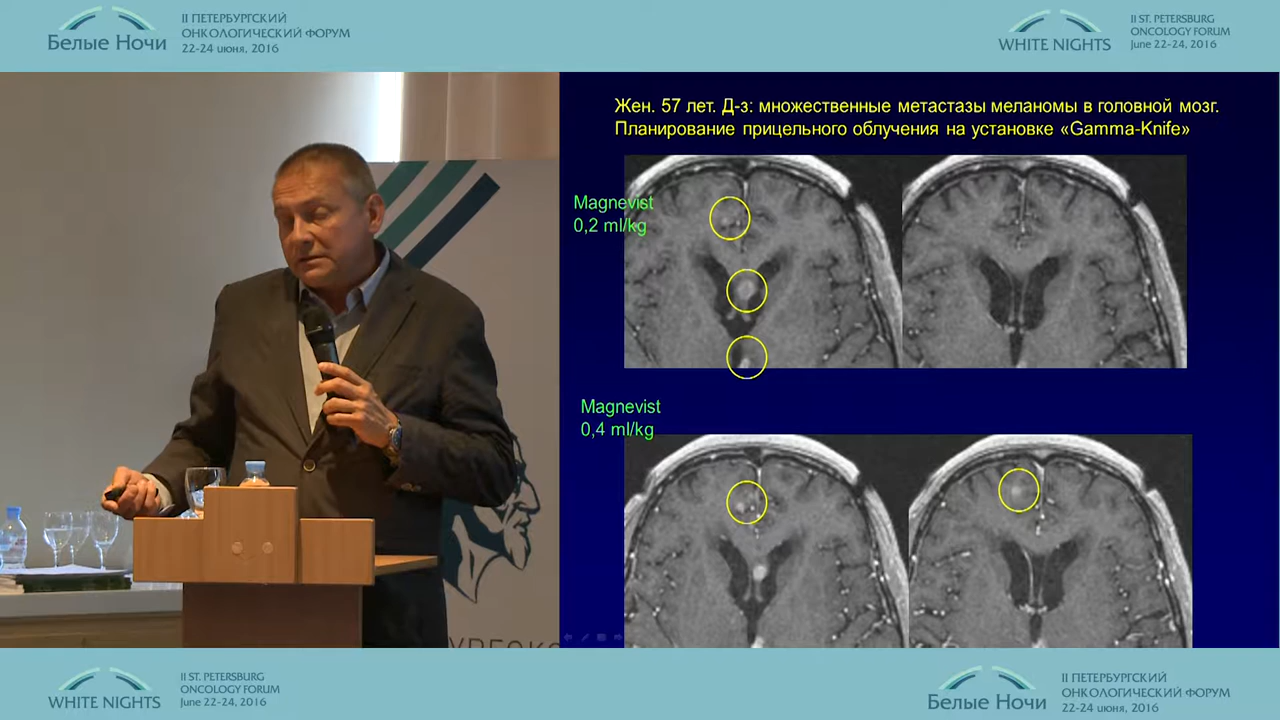 Белые Ночи
II ПЕТЕРБУРГСКИЙ
ОНКОЛОГИЧЕСКИЙ ФОРУМ
22-24 июня, 2016
WHITE NIGHTS
II ST. PETERSBURG
ONCOLOGY FORUM
June 22-24, 2016
Жен. 57 лет. Д-з: множественные метастазы меланомы в головной мозг.
Планирование прицельного облучения на установке «Gamma-Knife»
Magnevist
0,2 ml/kg
Magnevist
0,4 ml/kg
WHITE NIGHTS
II ST. PETERSBURG
ONCOLOGY FORUM
June 22-24, 2016
Белые Ночи
II ПЕТЕРБУРГСКИЙ
ОНКОЛОГИЧЕСКИЙ ФОРУМ
22-24 июня, 2016